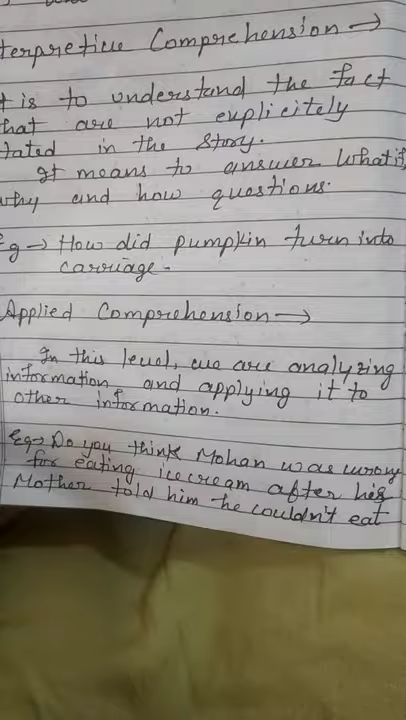 terpretive Comprehension →
t is to understand the fact
hat are not explicitely
tated in the story.
It means to answer What if,
why and how questions.
Eg → How did pumpkin turn into
carriage.
Applied Comprehension →
In this level, we are analyzing
information and applying it to
other information.
Eg → Do you think Mohan was wrong
for eating icecream after his
Mother told him he couldn't eat